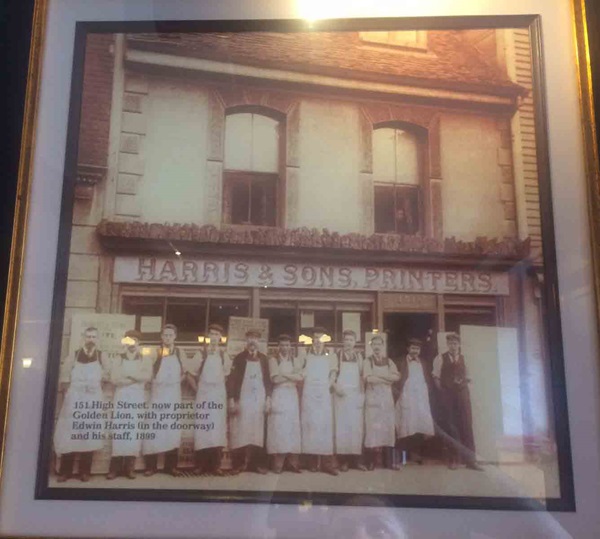 HARRIS & SONS, PRINTERS.
151 High Street, now part of the
Golden Lion, with proprietor
Edwin Harris (in the doorway)
and his staff, 1899